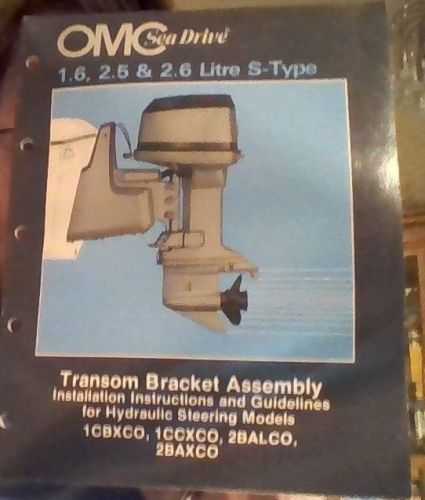 OMC Sea Drive
1.6, 2.5 & 2.6 Litre S-Type
Transom Bracket Assembly
Installation Instructions and Guidelines
for Hydraulic Steering Models
1CBXCO, 1CCXCO, 2BALCO,
2BAXCO